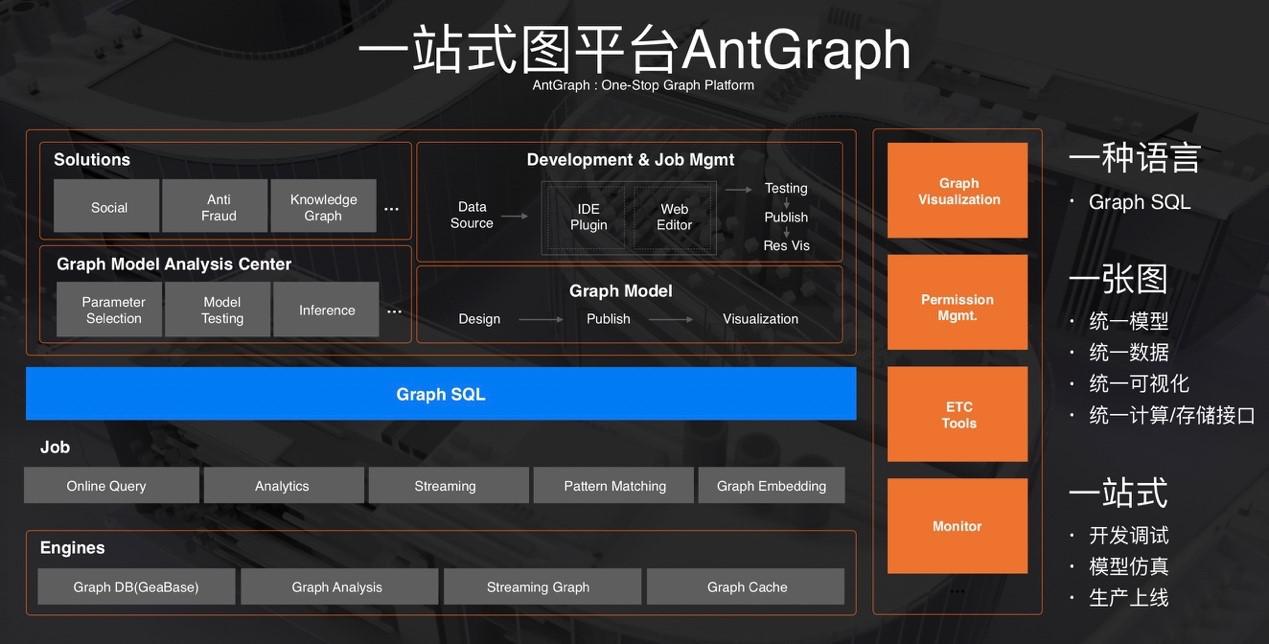 一站式图平台AntGraph
AntGraph : One-Stop Graph Platform
Solutions
Social
Anti
Fraud
Knowledge
Graph
...
Graph Model Analysis Center
Parameter
Selection
Model
Testing
Inference
...
Development & Job Mgmt
Data
Source
IDE
Plugin
Web
Editor
Testing
Publish
Res Vis
Graph Model
Design
Publish
Visualization
Graph SQL
Job
Online Query
Analytics
Streaming
Pattern Matching
Graph Embedding
Engines
Graph DB(GeaBase)
Graph Analysis
Streaming Graph
Graph Cache
Graph
Visualization
Permission
Mgmt.
ETC
Tools
Monitor
...
一种语言
· Graph SQL
一张图
· 统一模型
· 统一数据
· 统一可视化
· 统一计算/存储接口
一站式
· 开发调试
· 模型仿真
· 生产上线